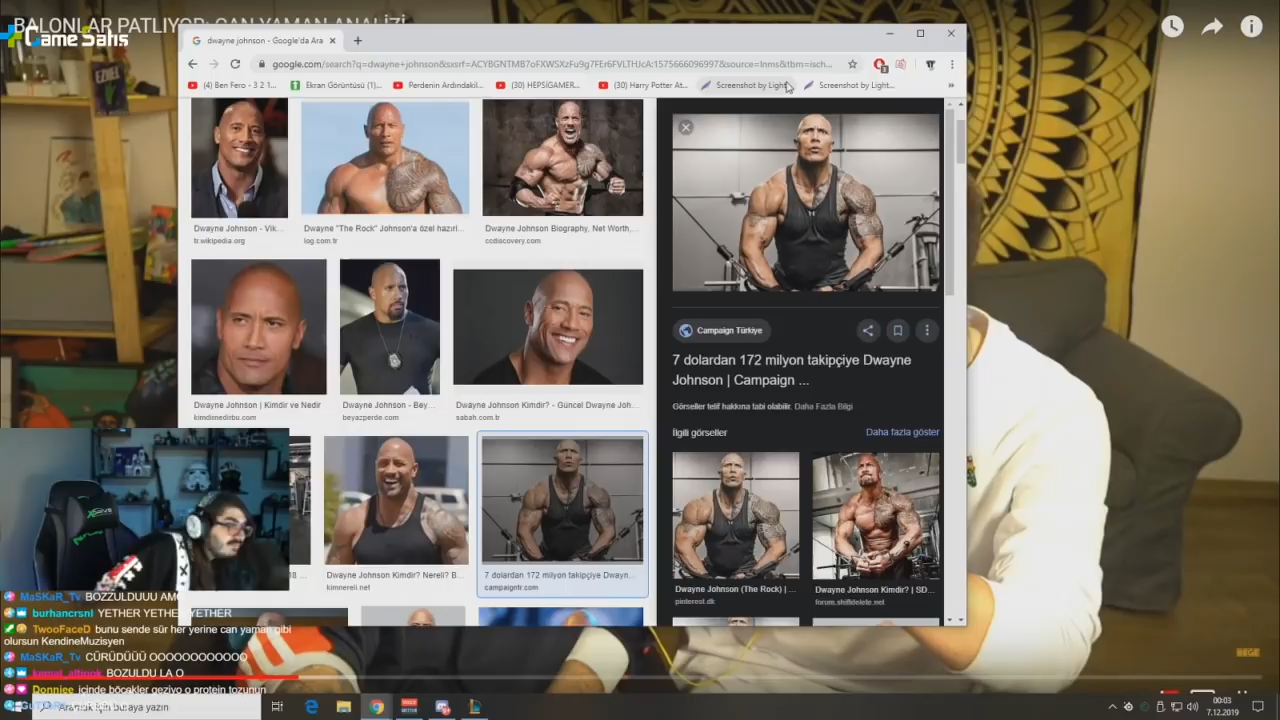 BALONLAR PATLIYOR: CAN YAMAN ANALİZİ
Game Satış
dwayne johnson - Google'da Ara
google.com/search?q=dwayne+johnson&sxsrf=ACYBGNTMB7oFXWSXzFu9g7FEr6FVLTHJcA:1575666096997&source=lnms&tbm=isch...
(4) Ben Fero - 3 2 1...
Ekran Görüntüsü (1)...
Perdenin Ardındakil...
(30) HEPSİGAMER...
(30) Harry Potter At...
Screenshot by Light...
Screenshot by Light...
Dwayne Johnson - Vik...
tr.wikipedia.org
Dwayne "The Rock" Johnson'a özel hazırl...
log.com.tr
Dwayne Johnson Biography, Net Worth,...
ccdiscovery.com
Dwayne Johnson | Kimdir ve Nedir
kimdirnedirbu.com
Dwayne Johnson - Bey...
beyazperde.com
Dwayne Johnson Kimdir? - Güncel Dwayne Joh...
sabah.com.tr
18 ...
Dwayne Johnson Kimdir? Nereli? B...
kimnereli.net
7 dolardan 172 milyon takipçiye Dwayn...
campaigntr.com
Campaign Türkiye
7 dolardan 172 milyon takipçiye Dwayne
Johnson | Campaign ...
Görseller telif hakkına tabi olabilir. Daha Fazla Bilgi
İlgili görseller
Daha fazla göster
Dwayne Johnson (The Rock) | ...
pinterest.dk
Dwayne Johnson Kimdir? | SD...
forum.shiftdelete.net
MaSKaR_Tv BOZZULDUUU AMO
burhancrsnl YETHER YETHER YETHER
TwooFaceD bunu sende sür her yerine can yaman gibi
olursun KendineMuzisyen
MaSKaR_Tv CÜRÜDÜÜÜ OOOOOOOOOOOO
BOZULDU LA O
Donniee içinde böcekler geziyo o protein tozunun
Aramak için buraya yazın
00:03
7.12.2019